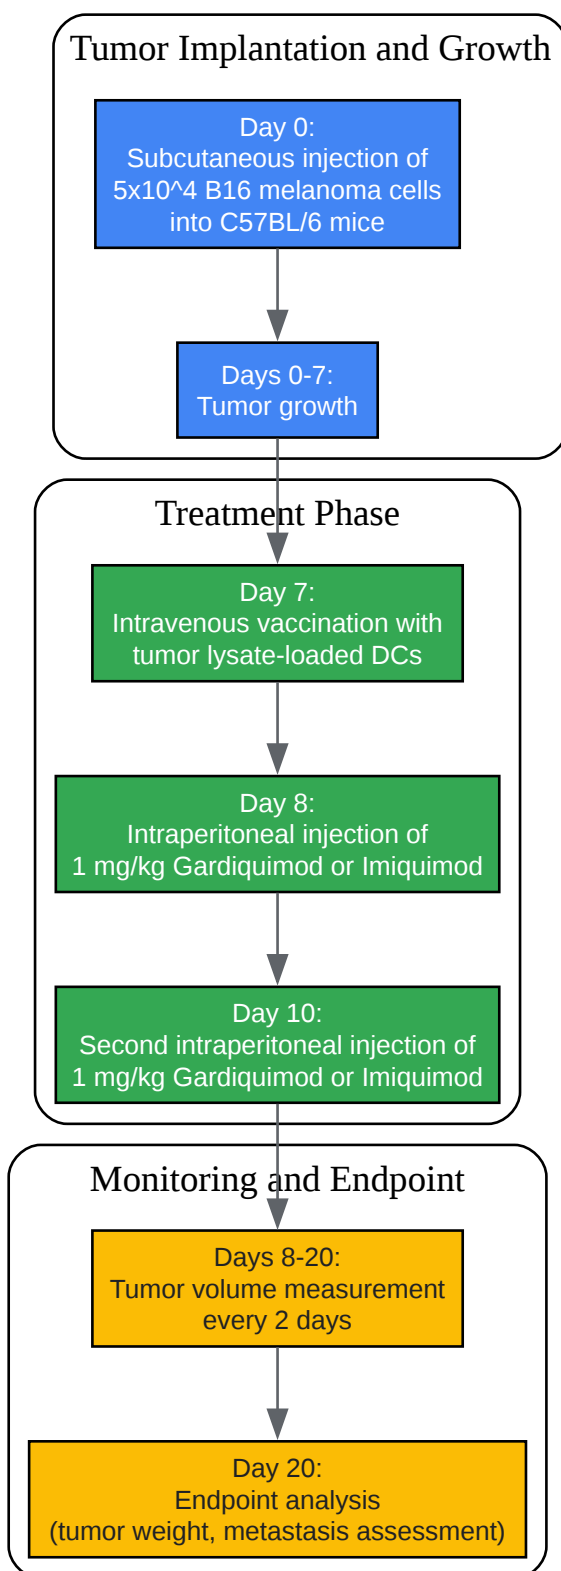 Tumor Implantation and Growth
Day 0:
Subcutaneous injection of
5x10^4 B16 melanoma cells
into C57BL/6 mice
Days 0-7:
Tumor growth
Treatment Phase
Day 7:
Intravenous vaccination with
tumor lysate-loaded DCs
Day 8:
Intraperitoneal injection of
1 mg/kg Gardiquimod or Imiquimod
Day 10:
Second intraperitoneal injection of
1 mg/kg Gardiquimod or Imiquimod
Monitoring and Endpoint
Days 8-20:
Tumor volume measurement
every 2 days
Day 20:
Endpoint analysis
(tumor weight, metastasis assessment)